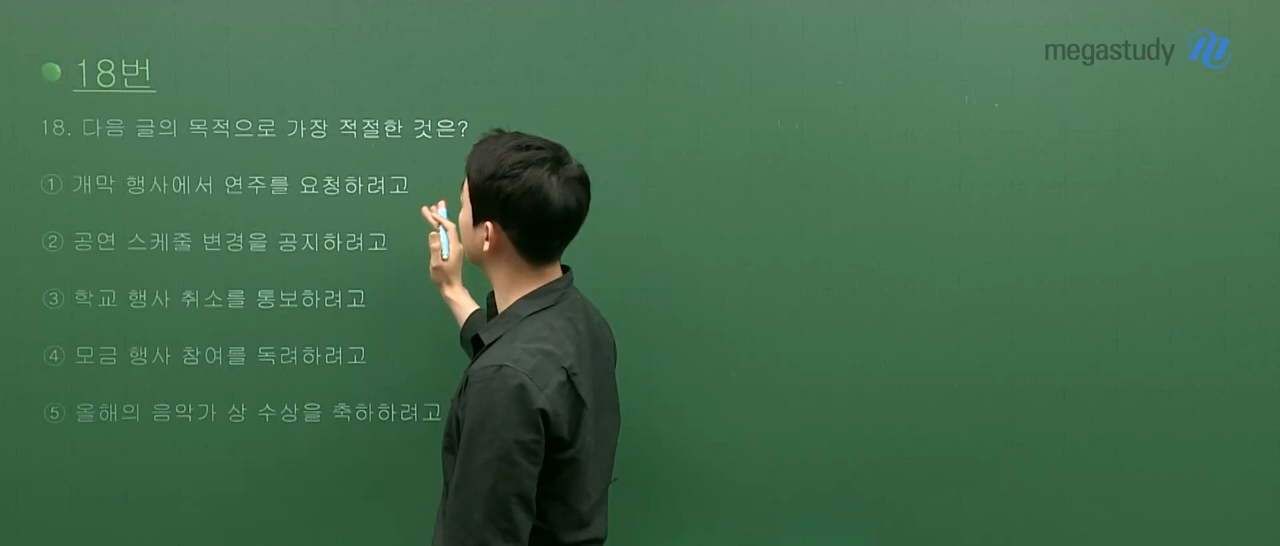 megastudy
18번
18. 다음 글의 목적으로 가장 적절한 것은?
① 개막 행사에서 연주를 요청하려고
② 공연 스케줄 변경을 공지하려고
③ 학교 행사 취소를 통보하려고
④ 모금 행사 참여를 독려하려고
⑤ 올해의 음악가 상 수상을 축하하려고